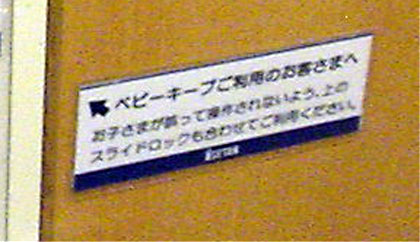 ベビーキープご利用のお客さまへ
お子さまが誤って操作されないよう、上の
スライドロックも合わせてご利用ください。